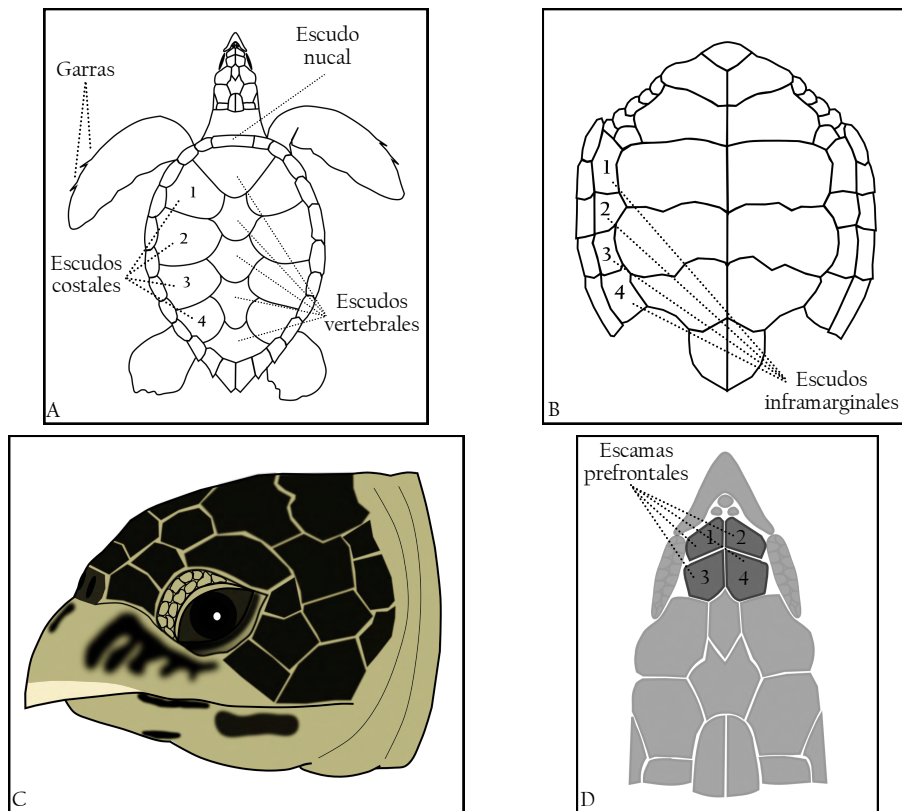 Escudo
nucal
Garras
1
2
3
4
Escudos
costales
Escudos
vertebrales
A
1
2
3
4
Escudos
inframarginales
B
C
Escamas
prefrontales
1 2
3 4
D